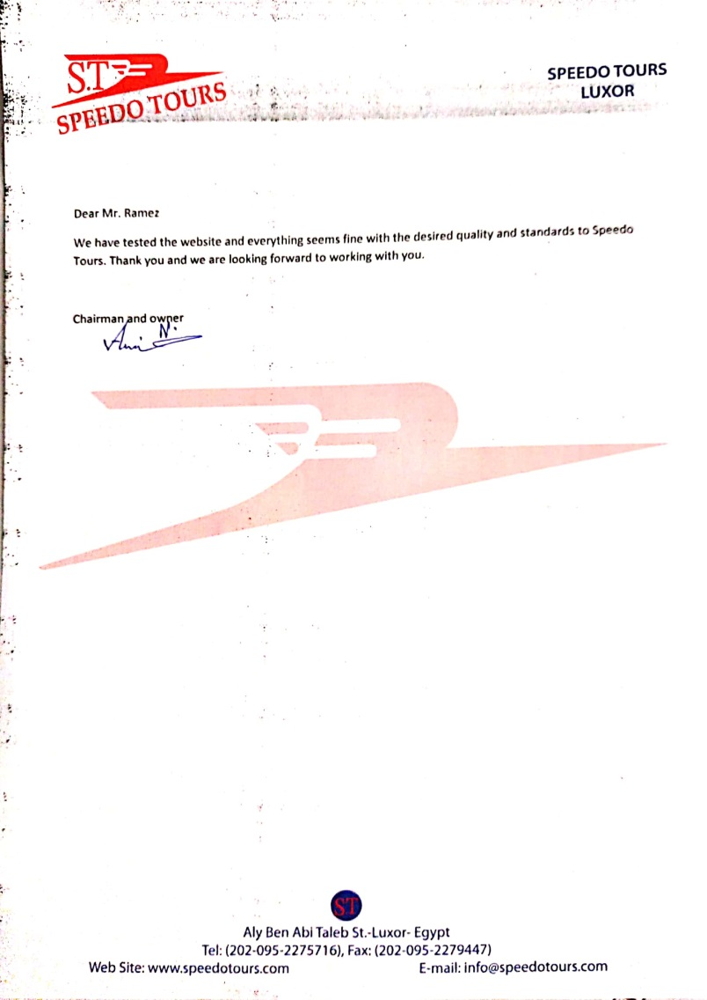 S.T
SPEEDO TOURS
SPEEDO TOURS
LUXOR
Dear Mr. Ramez
We have tested the website and everything seems fine with the desired quality and standards to Speedo
Tours. Thank you and we are looking forward to working with you.
Chairman and owner
S.T
Aly Ben Abi Taleb St.-Luxor- Egypt
Tel: (202-095-2275716), Fax: (202-095-2279447)
Web Site: www.speedotours.com E-mail: info@speedotours.com